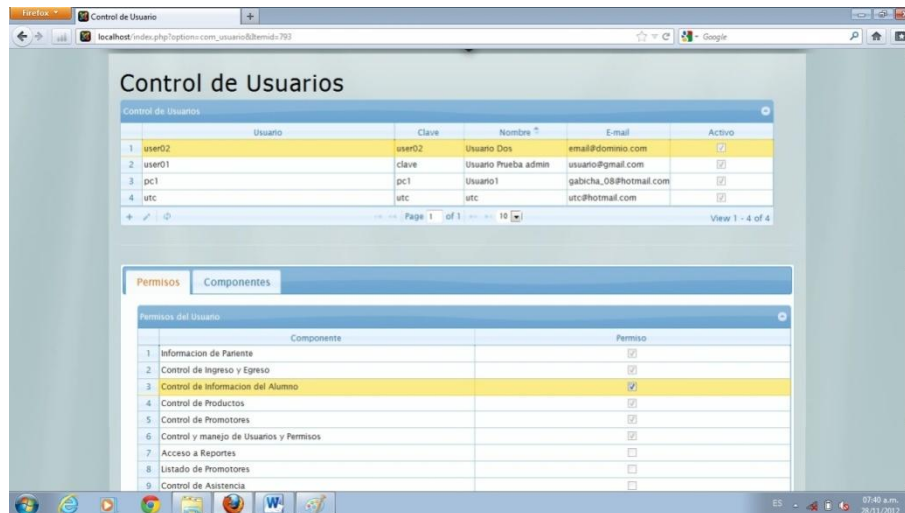 Firefox
Control de Usuario
localhost/index.php?option=com_usuario&Itemid=793
Google
Control de Usuarios
Control de Usuarios
Usuario Clave Nombre E-mail Activo
1 user02 user02 Usuario Dos email@dominio.com
2 user01 clave Usuario Prueba admin usuario@gmail.com
3 pc1 pc1 Usuario1 gabicha_08@hotmail.com
4 utc utc utc utc@hotmail.com
Page 1 of 1 10 View 1 - 4 of 4
Permisos Componentes
Permisos del Usuario
Componente Permiso
1 Informacion de Pariente
2 Control de Ingreso y Egreso
3 Control de Informacion del Alumno
4 Control de Productos
5 Control de Promotores
6 Control y manejo de Usuarios y Permisos
7 Acceso a Reportes
8 Listado de Promotores
9 Control de Asistencia
ES 07:40 a.m.
28/11/2012